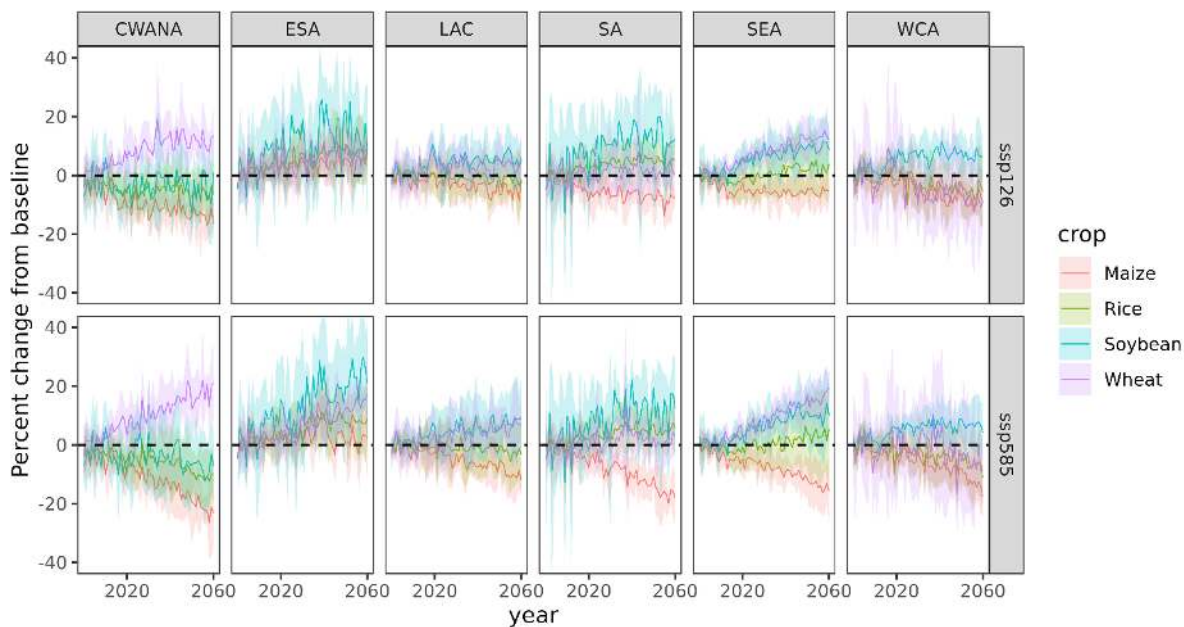 CWANA ESA LAC SA SEA WCA
40
20
0
-20
-40
ssp126
40
20
0
-20
-40
ssp585
Percent change from baseline
2020 2060 2020 2060 2020 2060 2020 2060 2020 2060 2020 2060
year
crop
Maize
Rice
Soybean
Wheat